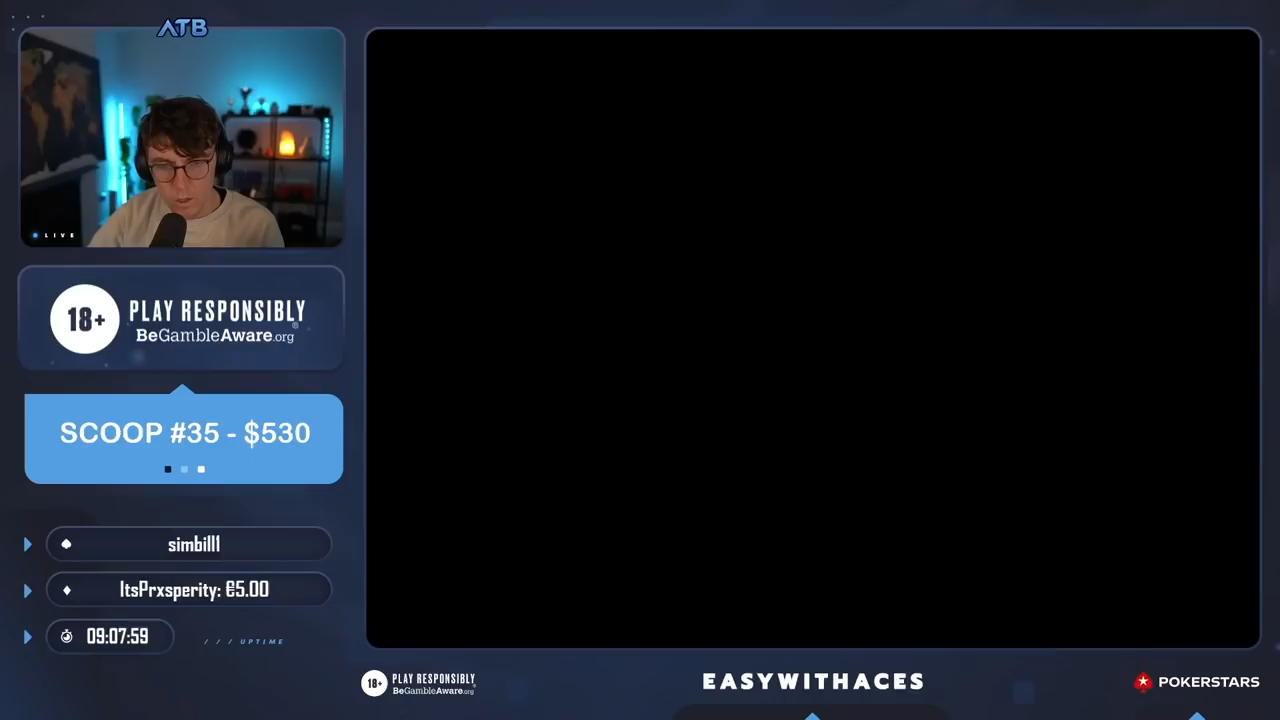 ATB
LIVE
18+
PLAY RESPONSIBLY
BeGambleAware.org
SCOOP #35 - $530
simbill1
ItsPrxsperity: €5.00
09:07:59
/ / / UPTIME
18+
PLAY RESPONSIBLY
BeGambleAware.org
EASYWITHACES
POKERSTARS